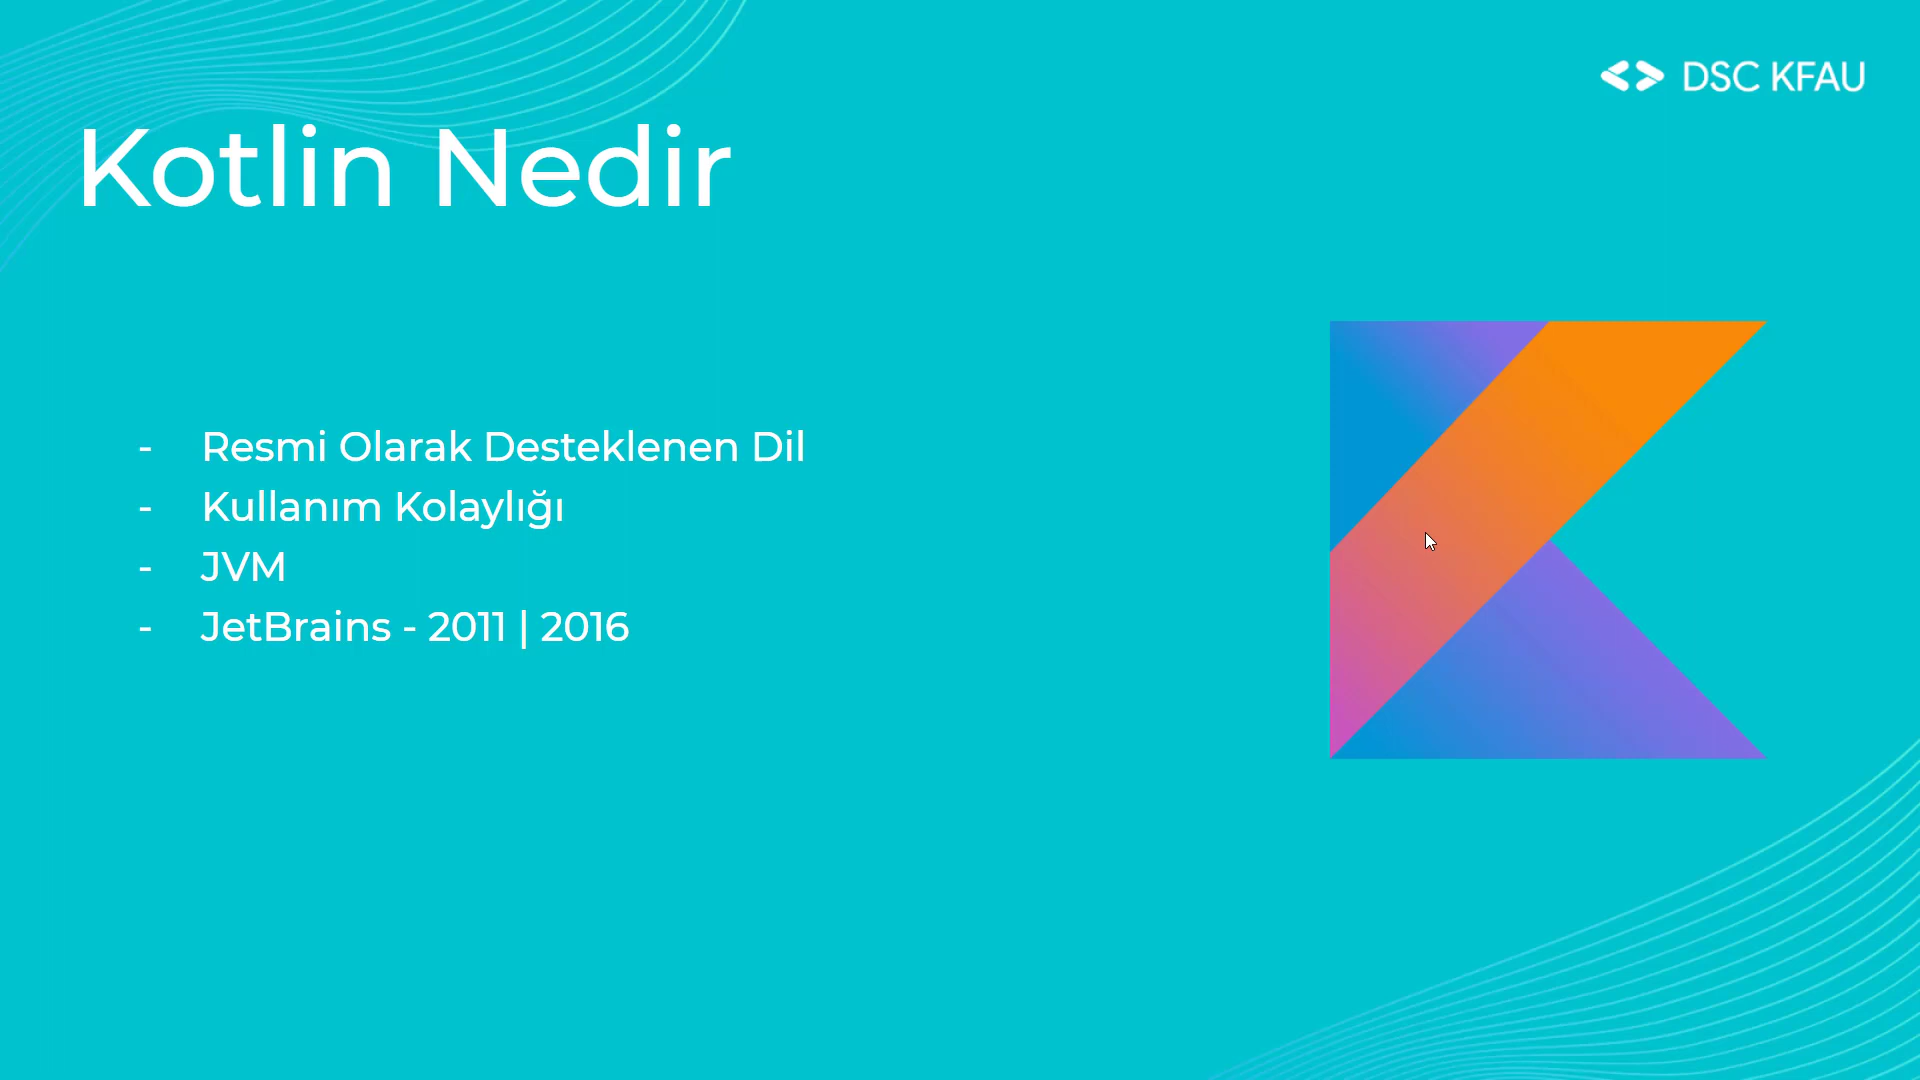 DSC KFAU
Kotlin Nedir
- Resmi Olarak Desteklenen Dil
- Kullanım Kolaylığı
- JVM
- JetBrains - 2011 | 2016